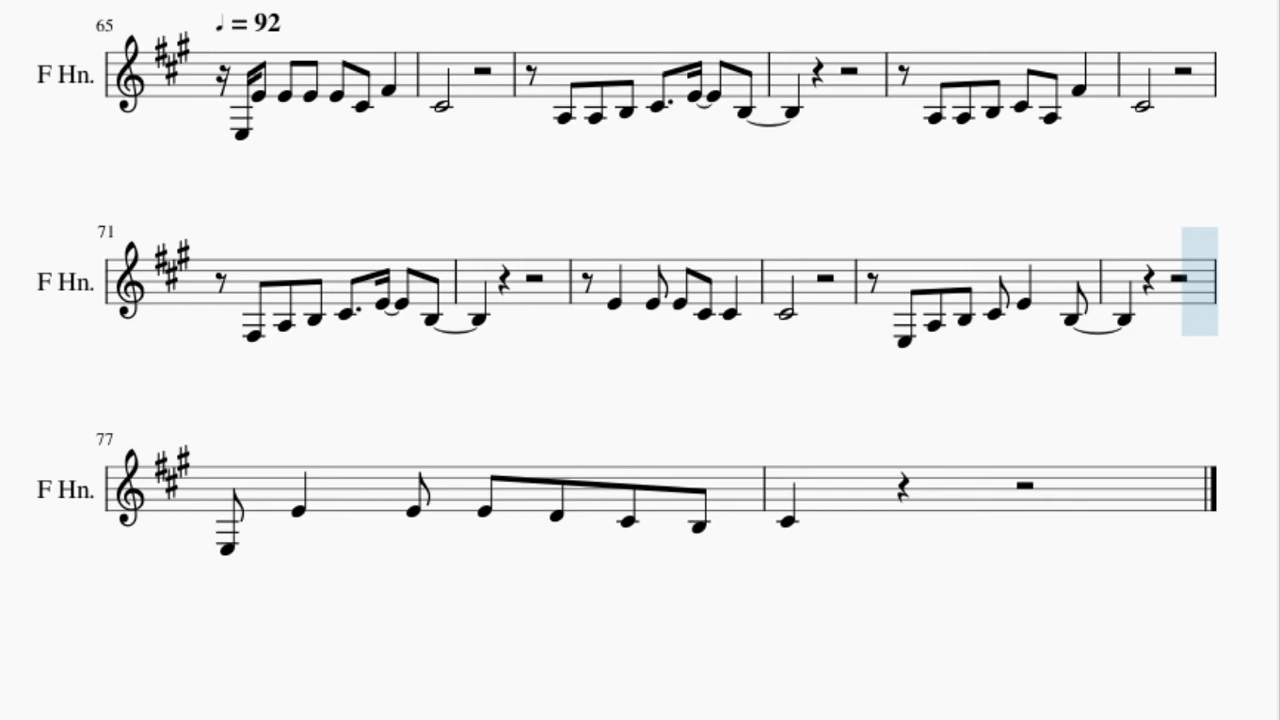 65
♩ = 92
F Hn.
71
F Hn.
77
F Hn.